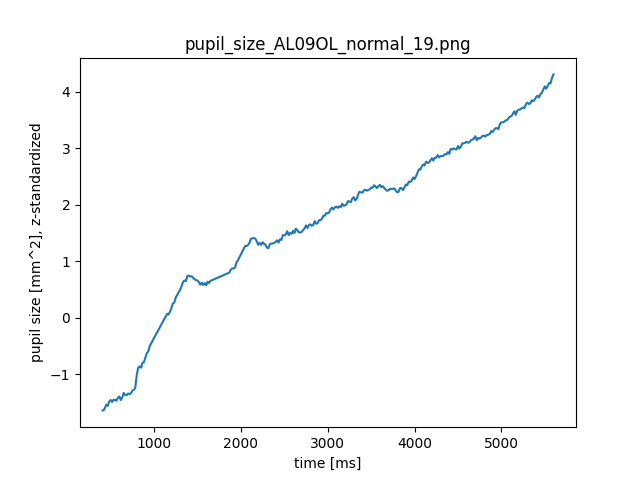 pupil_size_AL09OL_normal_19.png
pupil size [mm^2], z-standardized
4
3
2
1
0
−1
1000 2000 3000 4000 5000
time [ms]